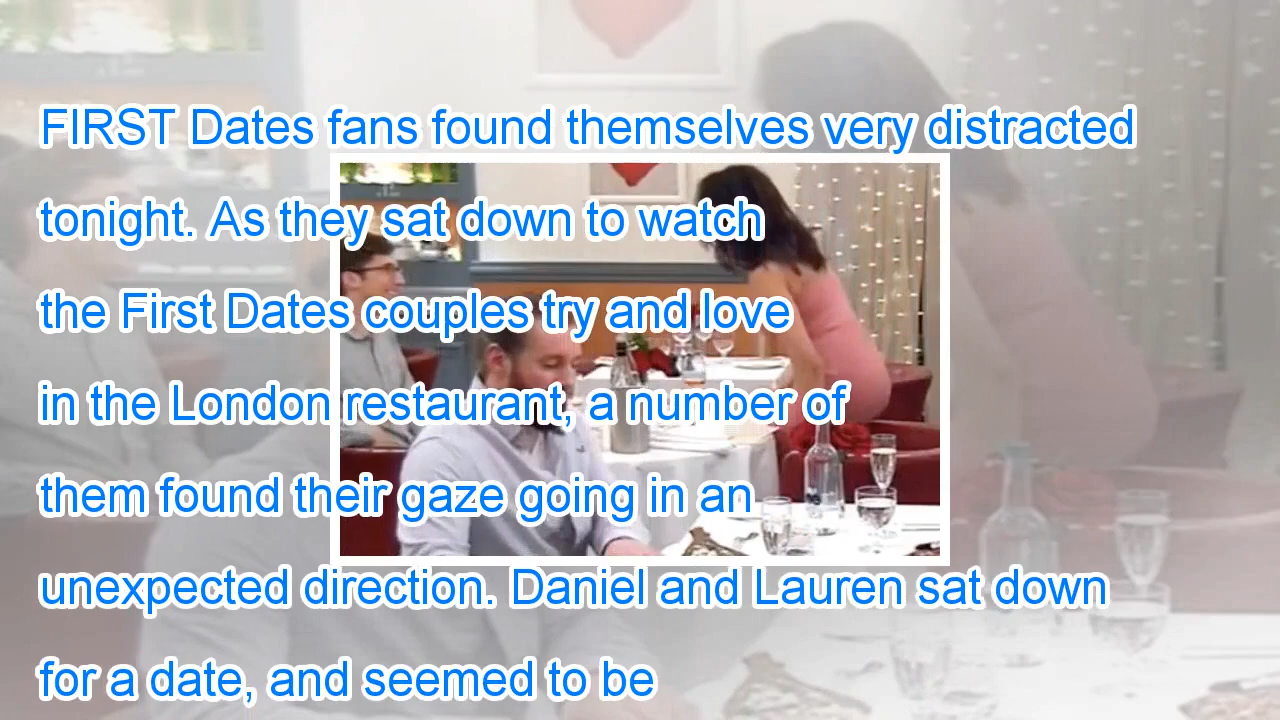 FIRST Dates fans found themselves very distracted
tonight. As they sat down to watch
the First Dates couples try and love
in the London restaurant, a number of
them found their gaze going in an
unexpected direction. Daniel and Lauren sat down
for a date, and seemed to be